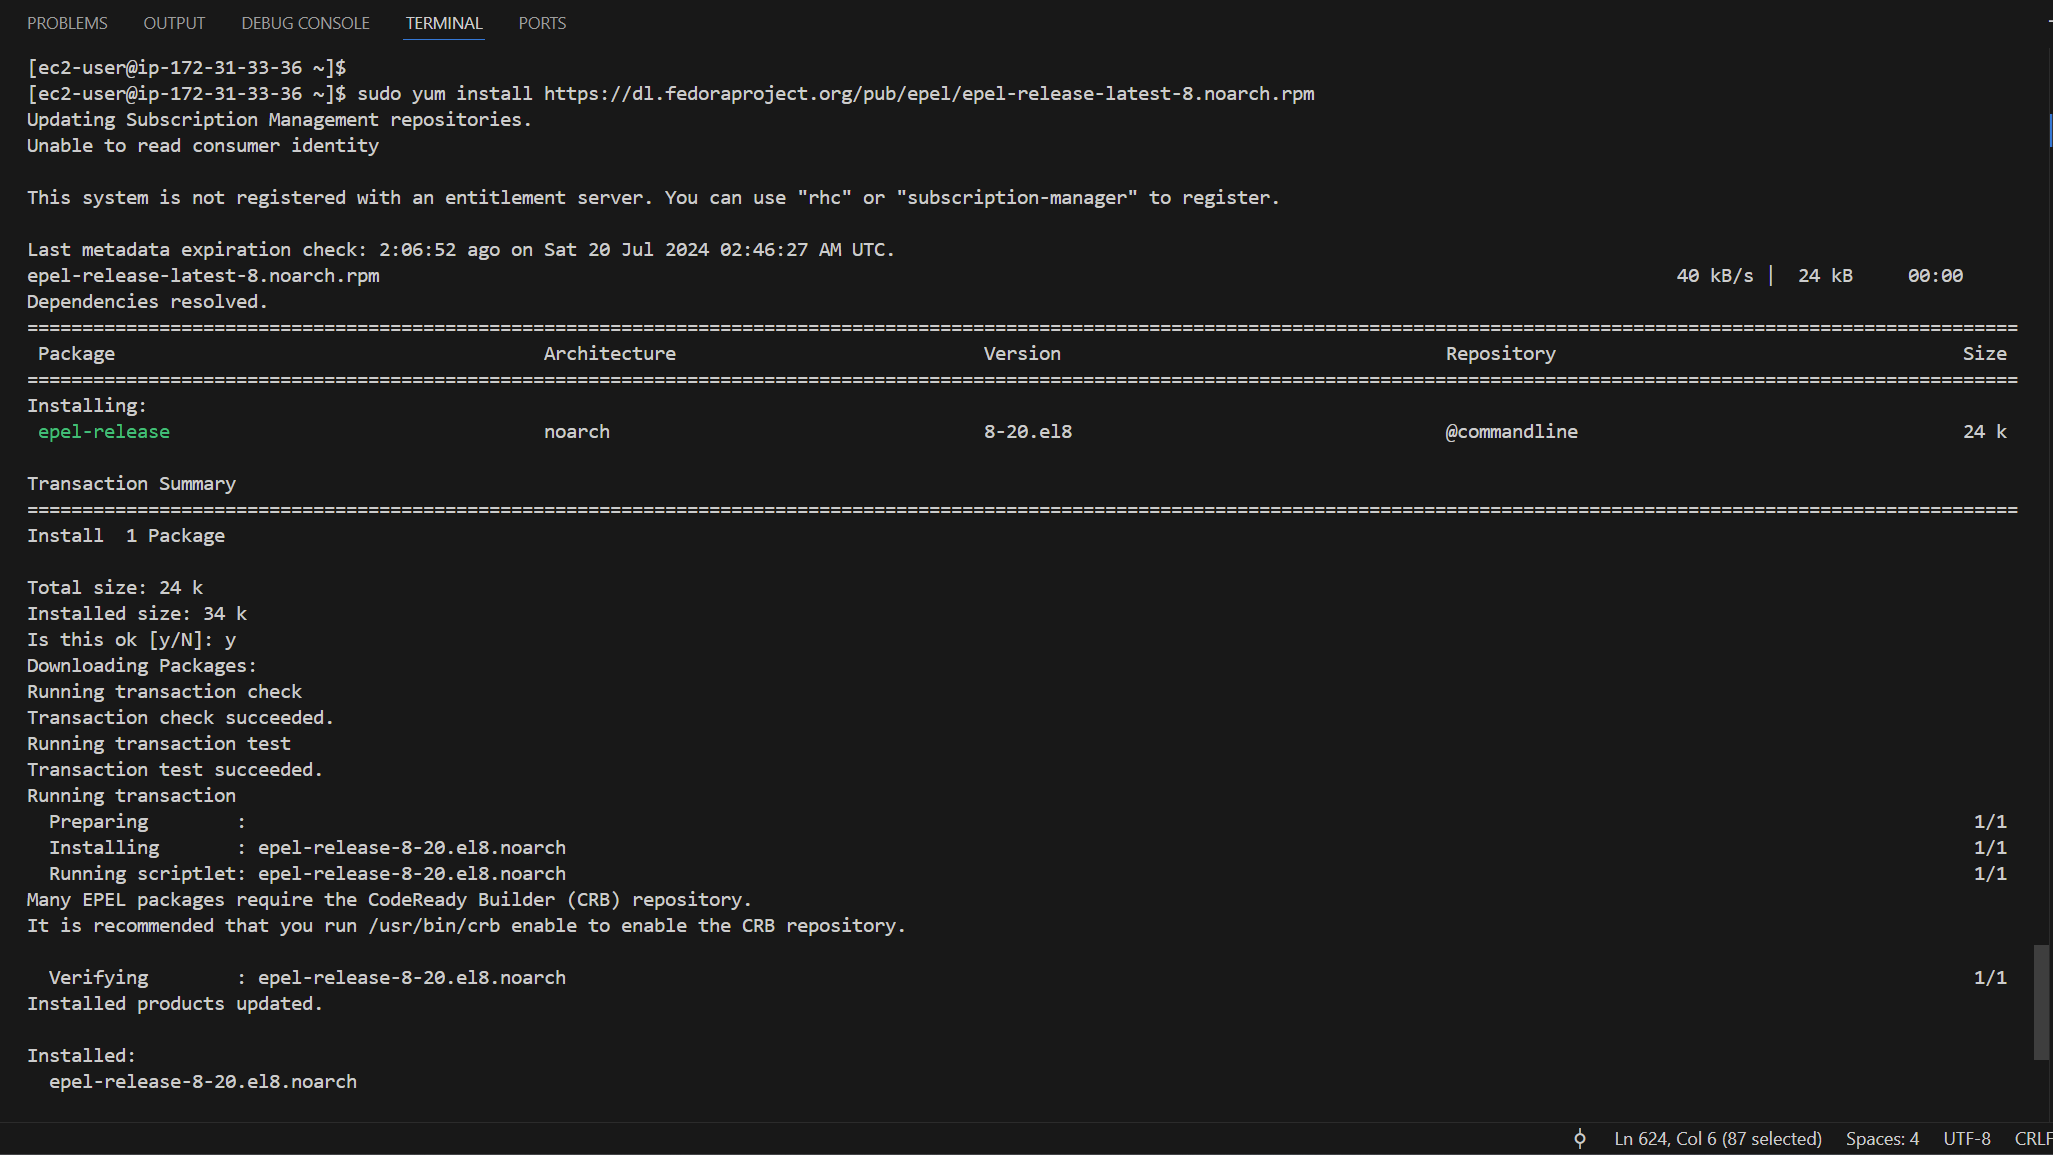 PROBLEMS OUTPUT DEBUG CONSOLE TERMINAL PORTS
[ec2-user@ip-172-31-33-36 ~]$
[ec2-user@ip-172-31-33-36 ~]$ sudo yum install https://dl.fedoraproject.org/pub/epel/epel-release-latest-8.noarch.rpm
Updating Subscription Management repositories.
Unable to read consumer identity
This system is not registered with an entitlement server. You can use "rhc" or "subscription-manager" to register.
Last metadata expiration check: 2:06:52 ago on Sat 20 Jul 2024 02:46:27 AM UTC.
epel-release-latest-8.noarch.rpm 40 kB/s | 24 kB 00:00
Dependencies resolved.
=====================================================================================================================================================================================
Package Architecture Version Repository Size
=====================================================================================================================================================================================
Installing:
epel-release noarch 8-20.el8 @commandline 24 k
Transaction Summary
=====================================================================================================================================================================================
Install 1 Package
Total size: 24 k
Installed size: 34 k
Is this ok [y/N]: y
Downloading Packages:
Running transaction check
Transaction check succeeded.
Running transaction test
Transaction test succeeded.
Running transaction
Preparing : 1/1
Installing : epel-release-8-20.el8.noarch 1/1
Running scriptlet: epel-release-8-20.el8.noarch 1/1
Many EPEL packages require the CodeReady Builder (CRB) repository.
It is recommended that you run /usr/bin/crb enable to enable the CRB repository.
Verifying : epel-release-8-20.el8.noarch 1/1
Installed products updated.
Installed:
epel-release-8-20.el8.noarch
Ln 624, Col 6 (87 selected) Spaces: 4 UTF-8 CRLF